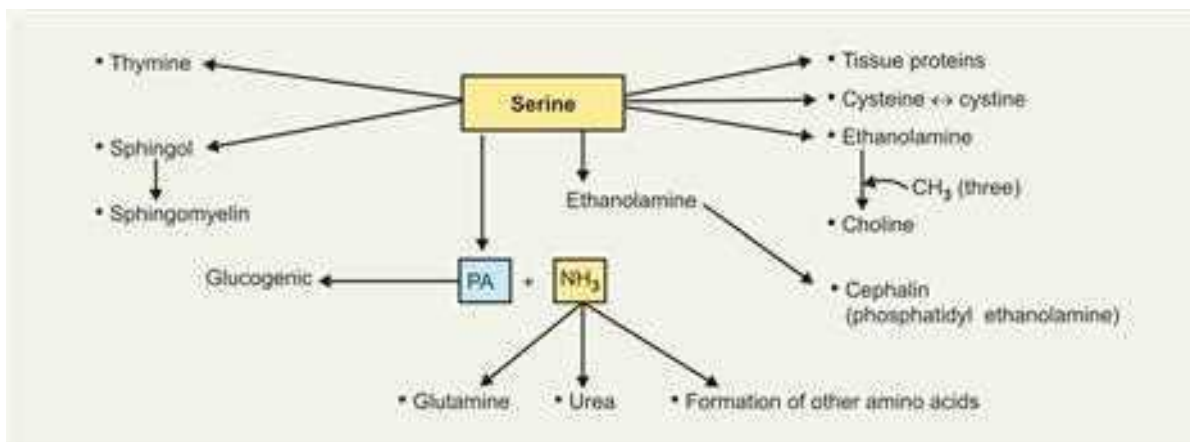 • Thymine
Serine
• Tissue proteins
• Cysteine ↔ cystine
• Ethanolamine
• Sphingol
CH₃ (three)
• Sphingomyelin
Ethanolamine
• Choline
Glucogenic
PA + NH₃
• Cephalin
(phosphatidyl ethanolamine)
• Glutamine
• Urea
• Formation of other amino acids